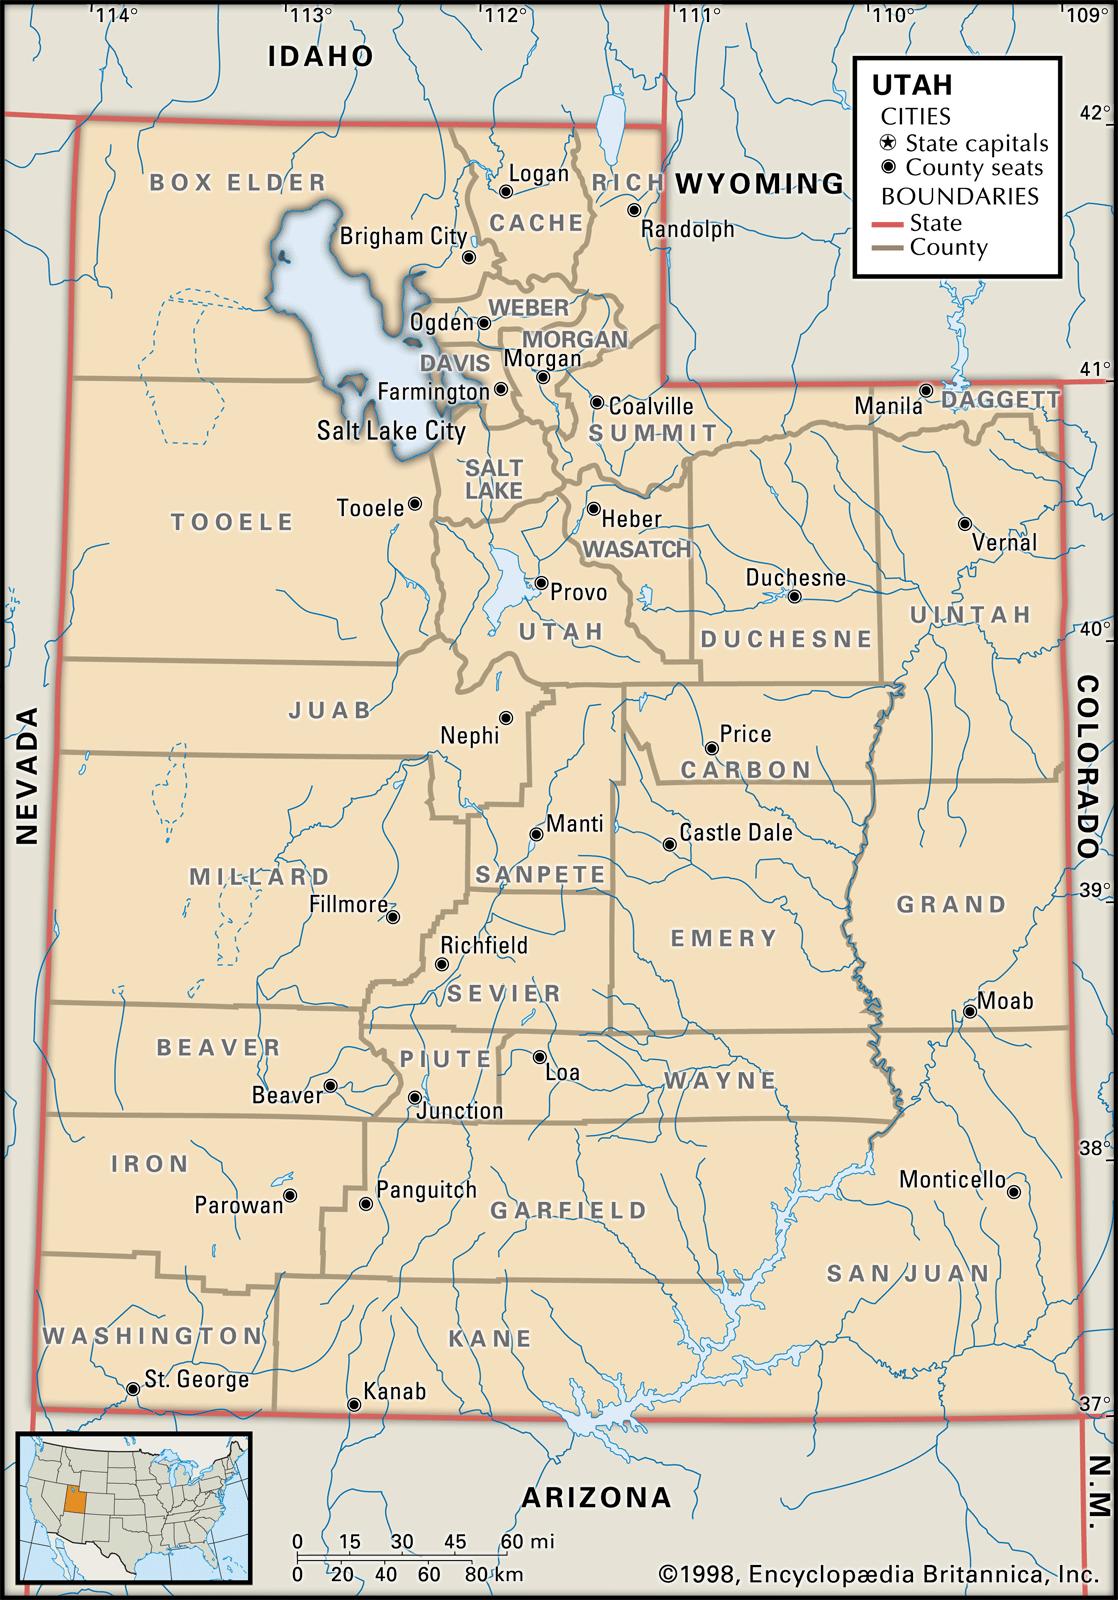 114°
113°
112°
111°
110°
109°
IDAHO
UTAH
CITIES
State capitals
County seats
BOUNDARIES
State
County
42°
WYOMING
BOX ELDER
Logan
RICH
CACHE
Randolph
Brigham City
WEBER
Ogden
MORGAN
DAVIS
Morgan
41°
Farmington
Coalville
Manila
DAGGETT
Salt Lake City
SUMMIT
SALT
LAKE
Tooele
TOOELE
Heber
WASATCH
Vernal
Duchesne
Provo
UTAH
UINTAH
DUCHESNE
40°
JUAB
Nephi
Price
CARBON
NEVADA
COLORADO
Manti
Castle Dale
MILLARD
SANPETE
Fillmore
39°
GRAND
EMERY
Richfield
SEVIER
Moab
BEAVER
PIUTE
Loa
WAYNE
Beaver
Junction
IRON
38°
Parowan
Panguitch
GARFIELD
Monticello
SAN JUAN
WASHINGTON
KANE
St. George
Kanab
37°
N.M.
ARIZONA
0 15 30 45 60 mi
0 20 40 60 80 km
©1998, Encyclopædia Britannica, Inc.